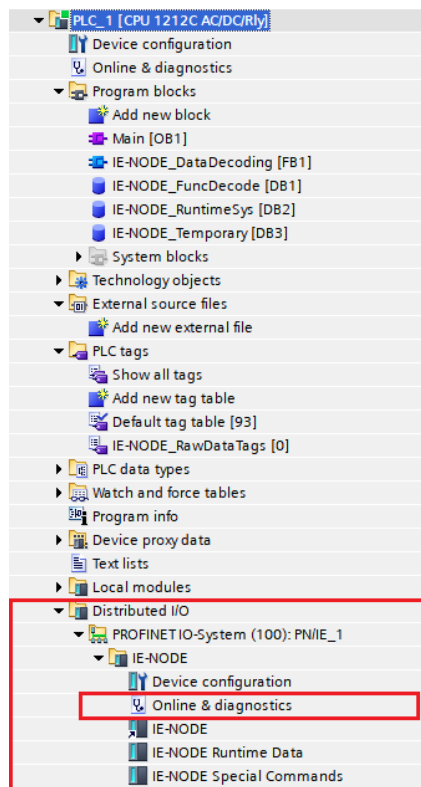 PLC_1 [CPU 1212C AC/DC/Rly]
Device configuration
Online & diagnostics
Program blocks
Add new block
Main [OB1]
IE-NODE_DataDecoding [FB1]
IE-NODE_FuncDecode [DB1]
IE-NODE_RuntimeSys [DB2]
IE-NODE_Temporary [DB3]
System blocks
Technology objects
External source files
Add new external file
PLC tags
Show all tags
Add new tag table
Default tag table [93]
IE-NODE_RawDataTags [0]
PLC data types
Watch and force tables
Program info
Device proxy data
Text lists
Local modules
Distributed I/O
PROFINET IO-System (100): PN/IE_1
IE-NODE
Device configuration
Online & diagnostics
IE-NODE
IE-NODE Runtime Data
IE-NODE Special Commands